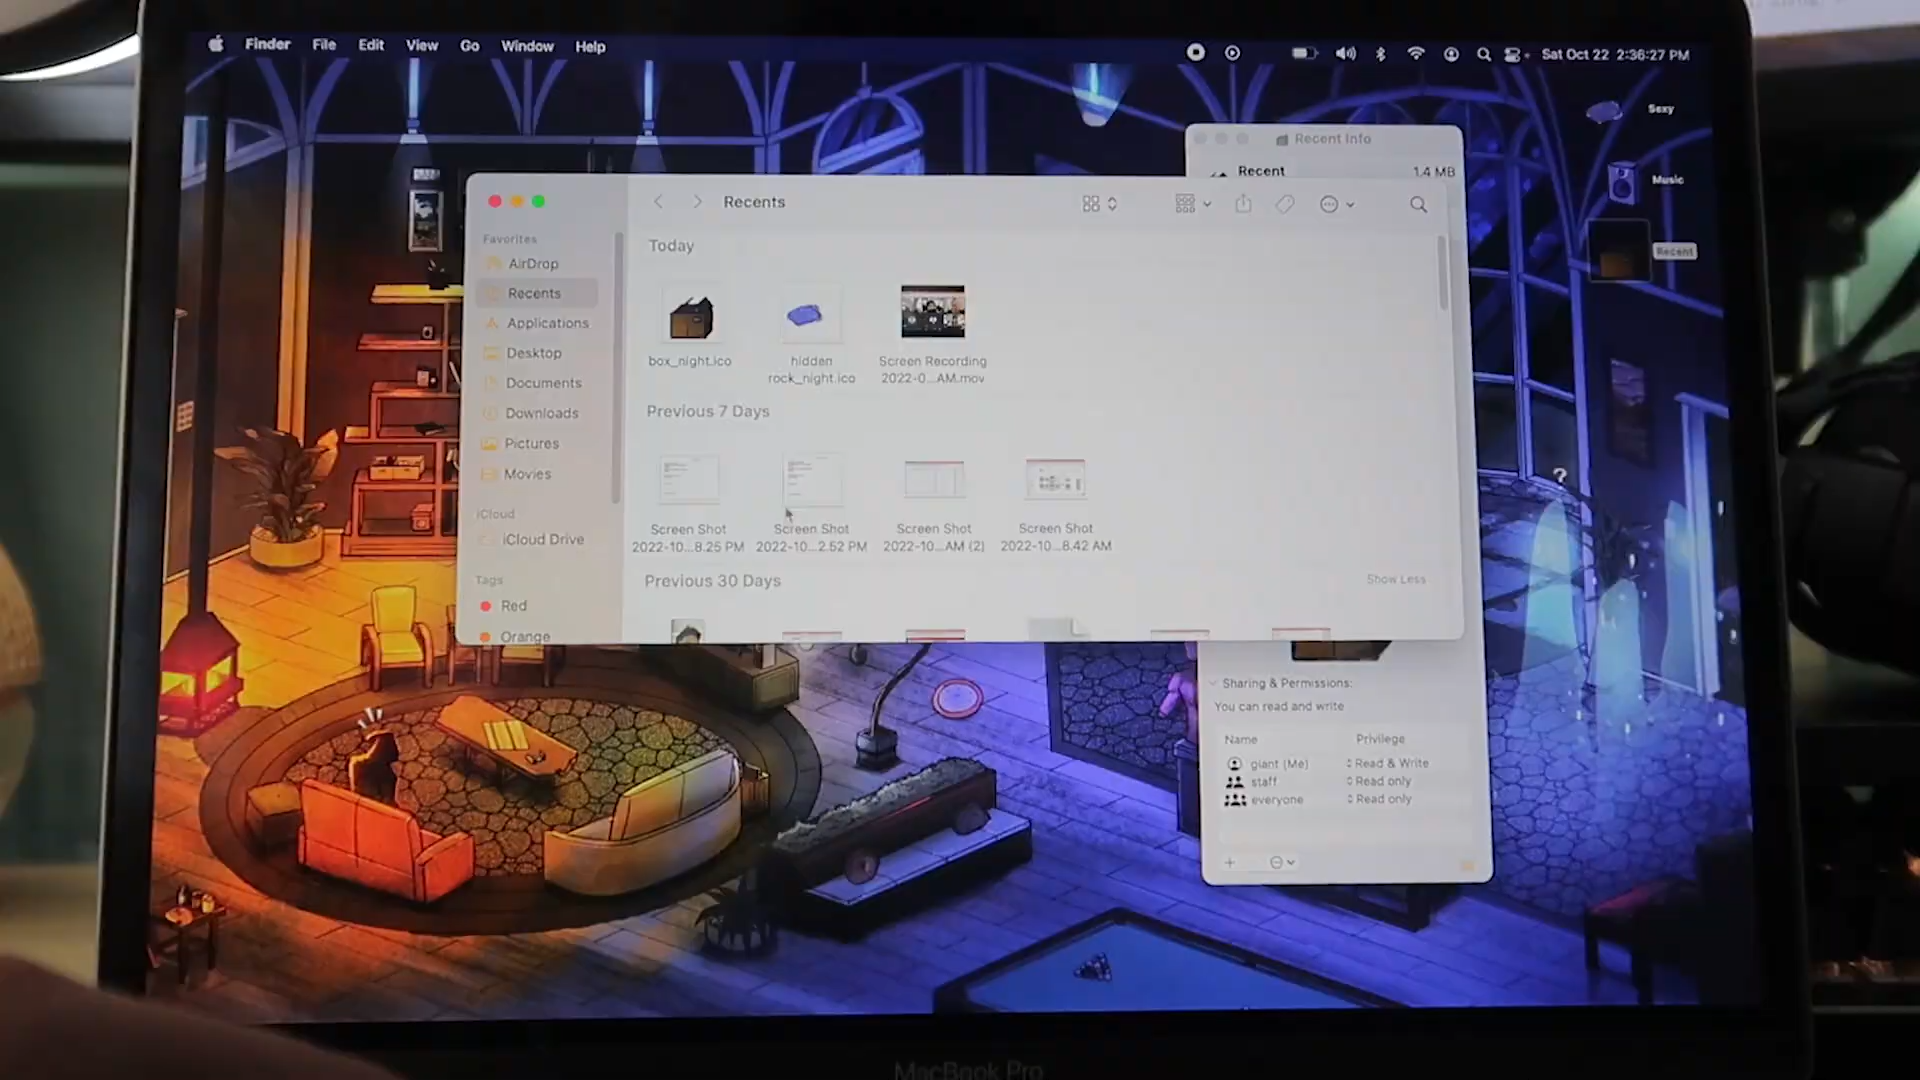 Finder File Edit View Go Window Help
Sat Oct 22 2:36:27 PM
Sexy
Music
Recent
Recent Info
Recent 1.4 MB
Recents
Favorites
AirDrop
Recents
Applications
Desktop
Documents
Downloads
Pictures
Movies
iCloud
iCloud Drive
Tags
Red
Orange
Today
box_night.ico
hidden
rock_night.ico
Screen Recording
2022-0...AM.mov
Previous 7 Days
Screen Shot
2022-10...8.25 PM
Screen Shot
2022-10...2.52 PM
Screen Shot
2022-10...AM (2)
Screen Shot
2022-10...8.42 AM
Previous 30 Days
Show Less
?
Sharing & Permissions:
You can read and write
Name Privilege
giant (Me) Read & Write
staff Read only
everyone Read only
MacBook Pro